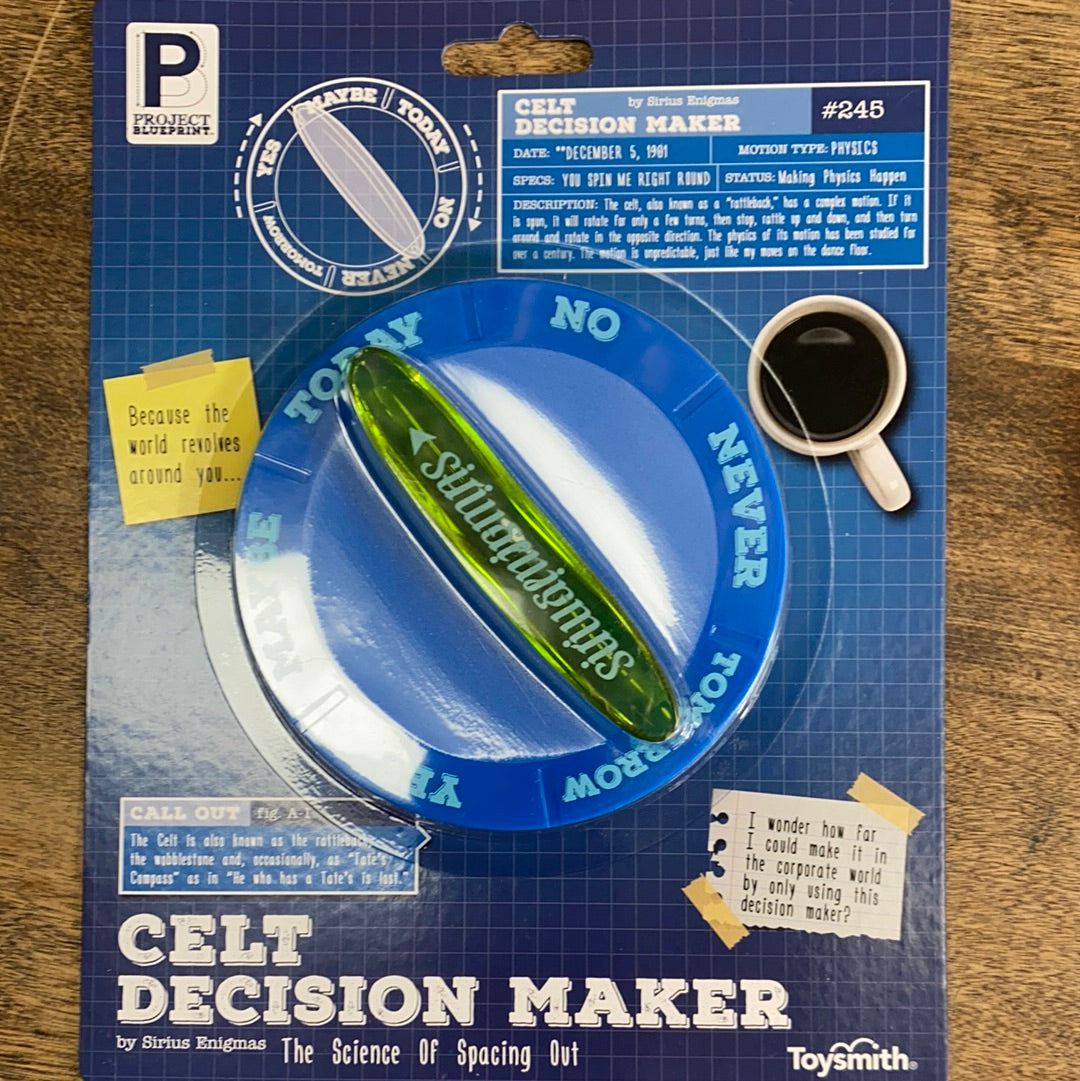 PB
PROJECT
BLUEPRINT™
MAYBE
TODAY
YES
NO
TOMORROW
NEVER
CELT by Sirius Enigmas
DECISION MAKER
#245
DATE: **DECEMBER 5, 1901
MOTION TYPE: PHYSICS
SPECS: YOU SPIN ME RIGHT ROUND
STATUS: Making Physics Happen
DESCRIPTION: The celt, also known as a "rattleback," has a complex motion. If it
is spun, it will rotate for only a few turns, then stop, rattle up and down, and then turn
around and rotate in the opposite direction. The physics of its motion has been studied for
over a century. The motion is unpredictable, just like my moves on the dance floor.
NO
TODAY
NEVER
MAYBE
TOMORROW
YE
Because the
world revolves
around you...
CALL OUT fig. A-1
The Celt is also known as the rattleback,
the wobblestone and, occasionally, as "Tate's
Compass" as in "He who has a Tate's is lost."
I wonder how far
I could make it in
the corporate world
by only using this
decision maker?
CELT
DECISION MAKER
by Sirius Enigmas The Science Of Spacing Out
Toysmith®